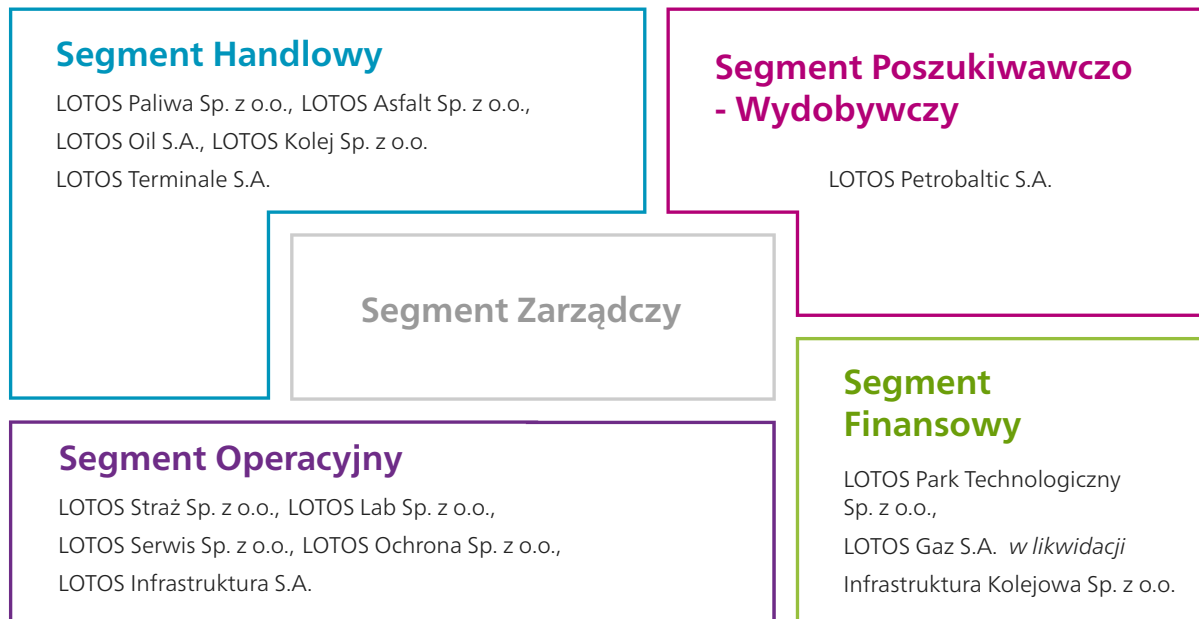 Segment Handlowy
LOTOS Paliwa Sp. z o.o., LOTOS Asfalt Sp. z o.o.,
LOTOS Oil S.A., LOTOS Kolej Sp. z o.o.
LOTOS Terminale S.A.
Segment Poszukiwawczo
- Wydobywczy
LOTOS Petrobaltic S.A.
Segment Zarządczy
Segment Operacyjny
LOTOS Straż Sp. z o.o., LOTOS Lab Sp. z o.o.,
LOTOS Serwis Sp. z o.o., LOTOS Ochrona Sp. z o.o.,
LOTOS Infrastruktura S.A.
Segment
Finansowy
LOTOS Park Technologiczny
Sp. z o.o.,
LOTOS Gaz S.A. w likwidacji
Infrastruktura Kolejowa Sp. z o.o.